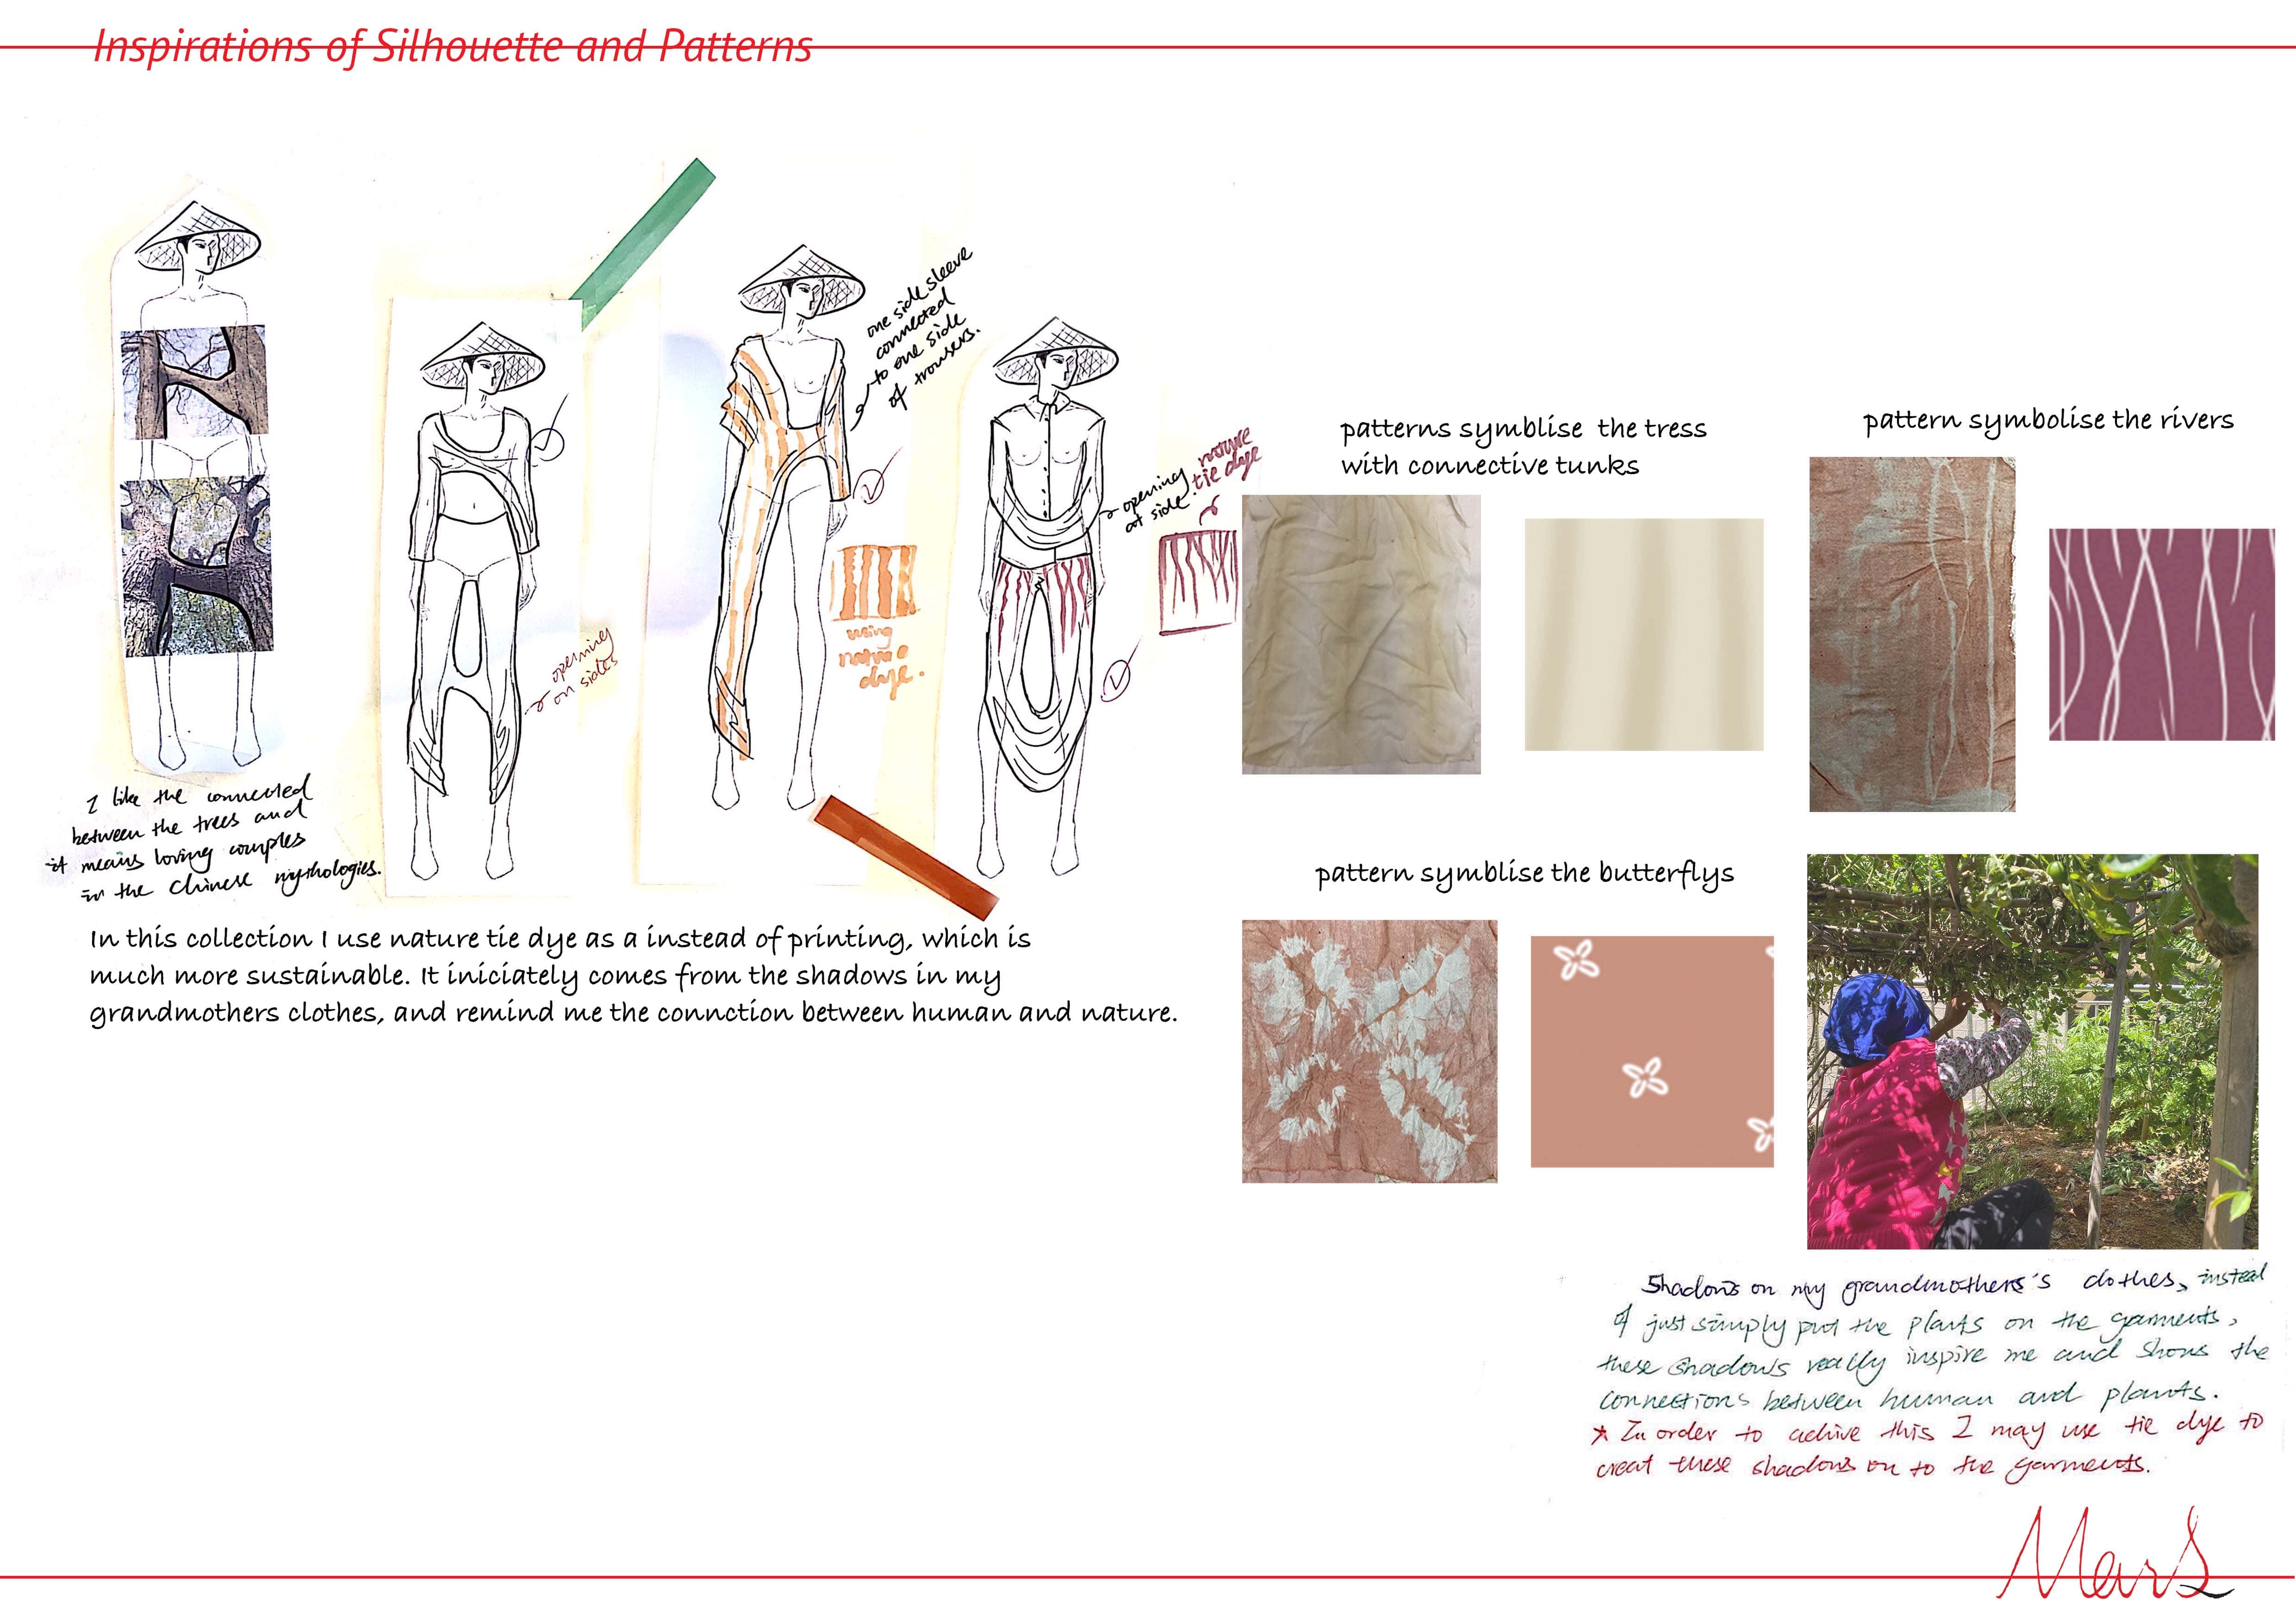 Inspirations of Silhouette and Patterns
one side sleeve
connected
to one side
of trousers.
opening
on sides
using
nature
dye.
opening
at side.
nature
tie dye
I like the connected
between the trees and
it means loving couples
in the Chinese mythologies.
In this collection I use nature tie dye as a instead of printing, which is
much more sustainable. It iniciately comes from the shadows in my
grandmothers clothes, and remind me the connction between human and nature.
patterns symblise the tress
with connective tunks
pattern symbolise the rivers
pattern symblise the butterflys
Shadows on my grandmothers's clothes, instead
of just simply put the plants on the garments,
these shadows really inspire me and shows the
connections between human and plants.
* In order to achive this I may use tie dye to
creat these shadows on to the garments.
MarS